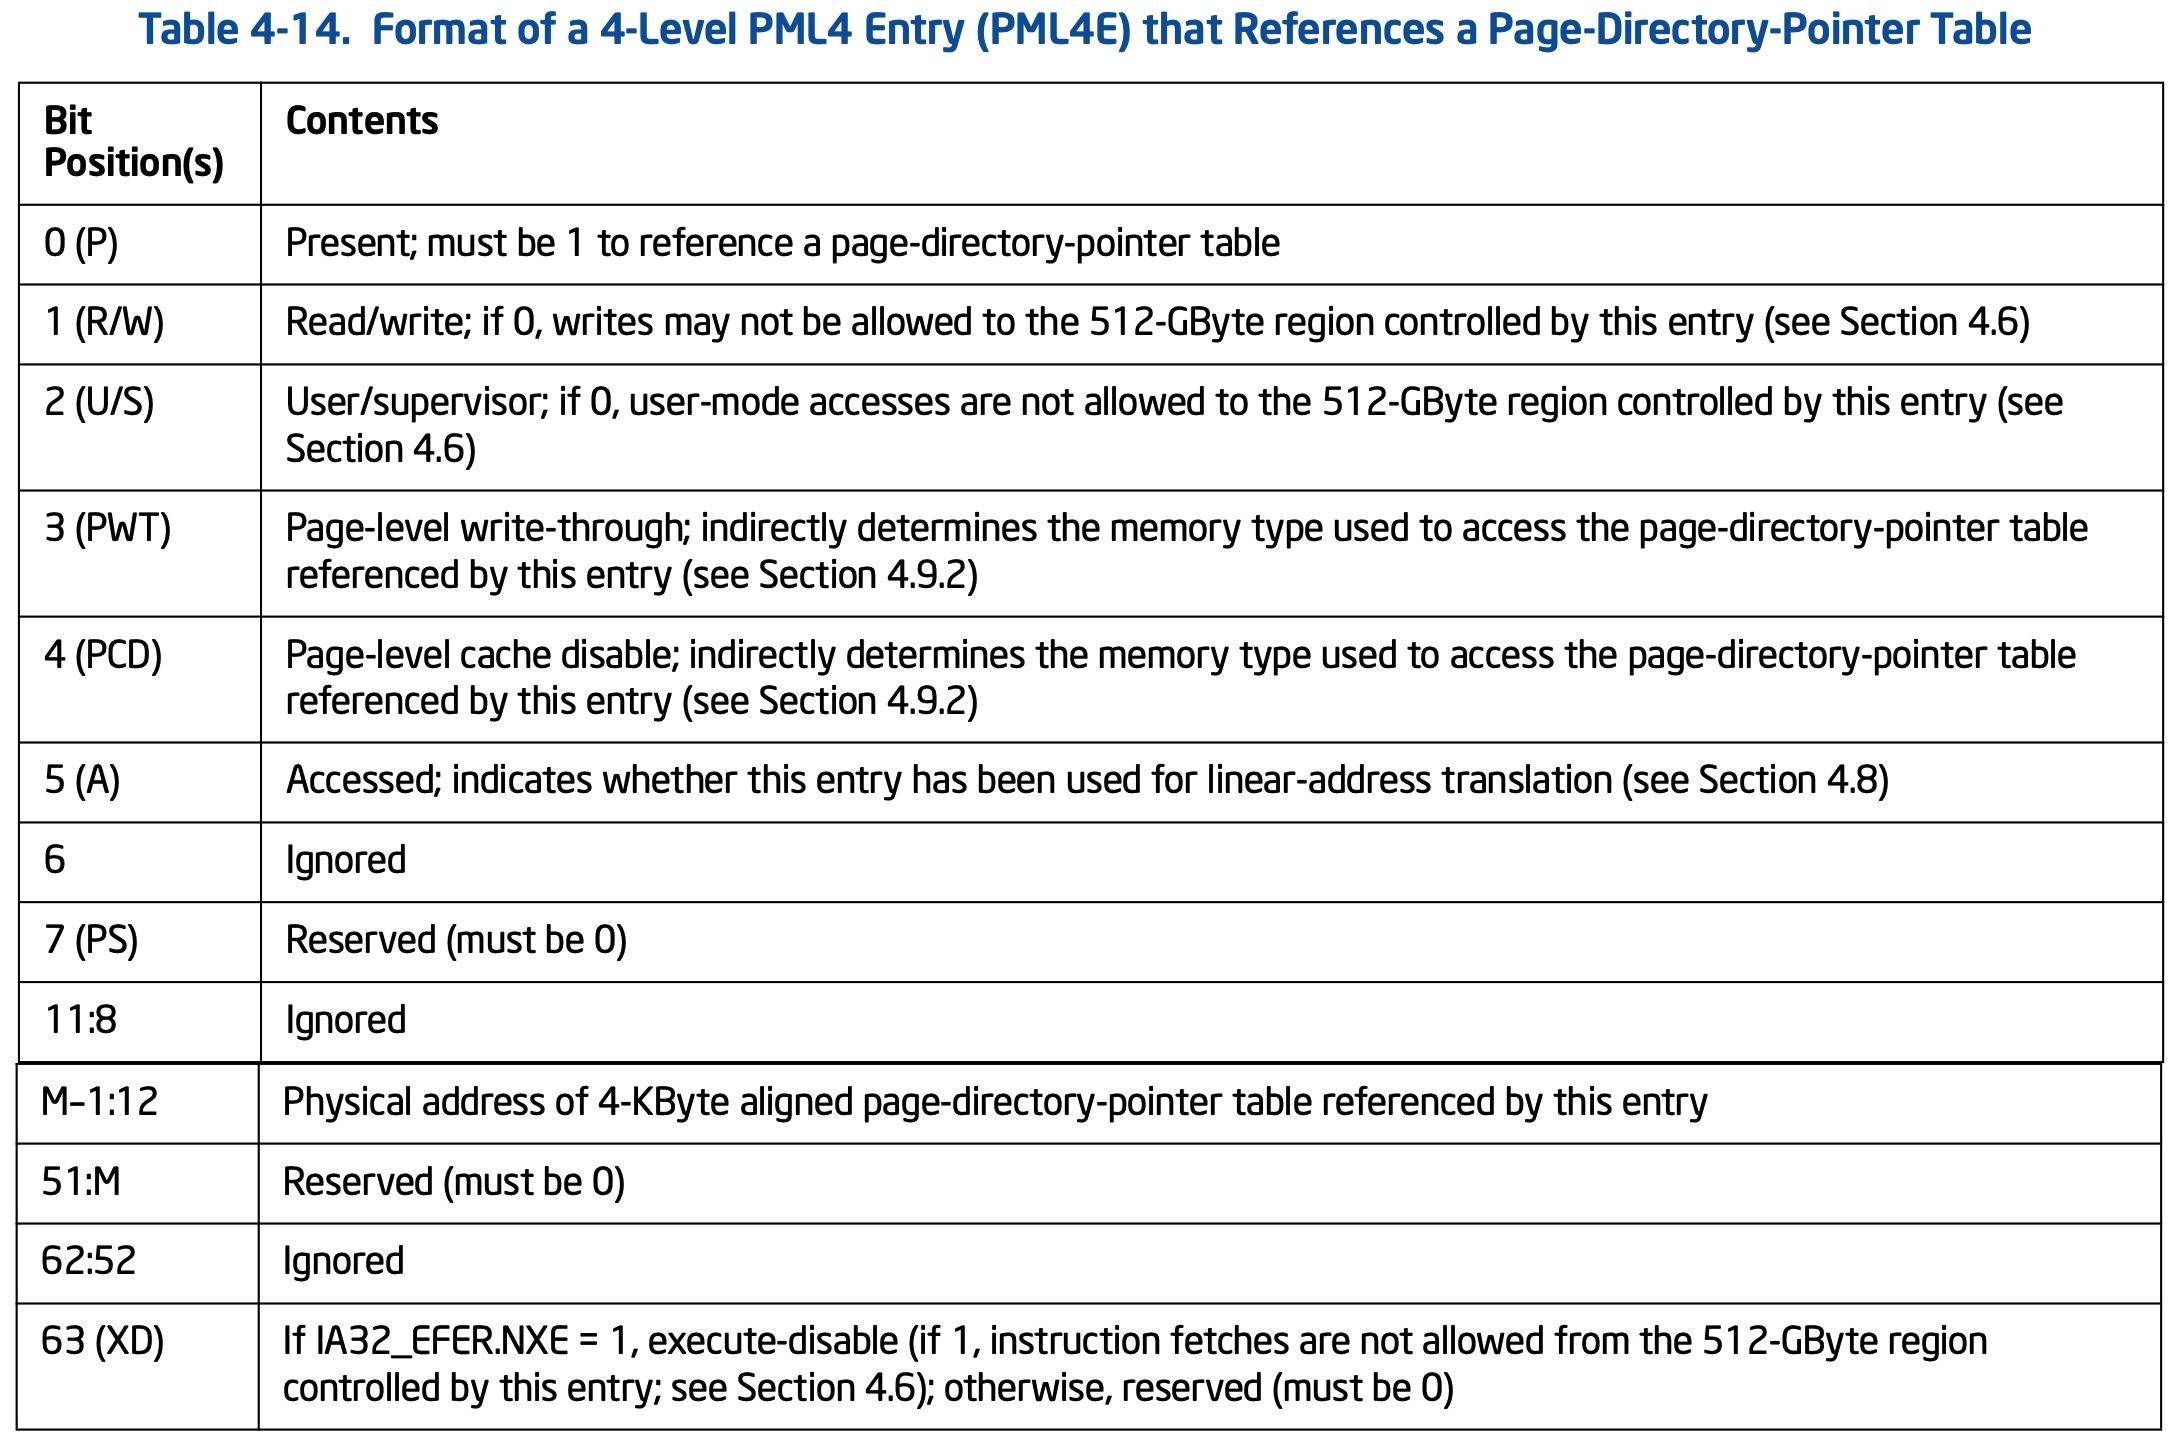 Table 4-14. Format of a 4-Level PML4 Entry (PML4E) that References a Page-Directory-Pointer Table
Bit Position(s) Contents
0 (P) Present; must be 1 to reference a page-directory-pointer table
1 (R/W) Read/write; if 0, writes may not be allowed to the 512-GByte region controlled by this entry (see Section 4.6)
2 (U/S) User/supervisor; if 0, user-mode accesses are not allowed to the 512-GByte region controlled by this entry (see
Section 4.6)
3 (PWT) Page-level write-through; indirectly determines the memory type used to access the page-directory-pointer table
referenced by this entry (see Section 4.9.2)
4 (PCD) Page-level cache disable; indirectly determines the memory type used to access the page-directory-pointer table
referenced by this entry (see Section 4.9.2)
5 (A) Accessed; indicates whether this entry has been used for linear-address translation (see Section 4.8)
6 Ignored
7 (PS) Reserved (must be 0)
11:8 Ignored
M–1:12 Physical address of 4-KByte aligned page-directory-pointer table referenced by this entry
51:M Reserved (must be 0)
62:52 Ignored
63 (XD) If IA32_EFER.NXE = 1, execute-disable (if 1, instruction fetches are not allowed from the 512-GByte region
controlled by this entry; see Section 4.6); otherwise, reserved (must be 0)